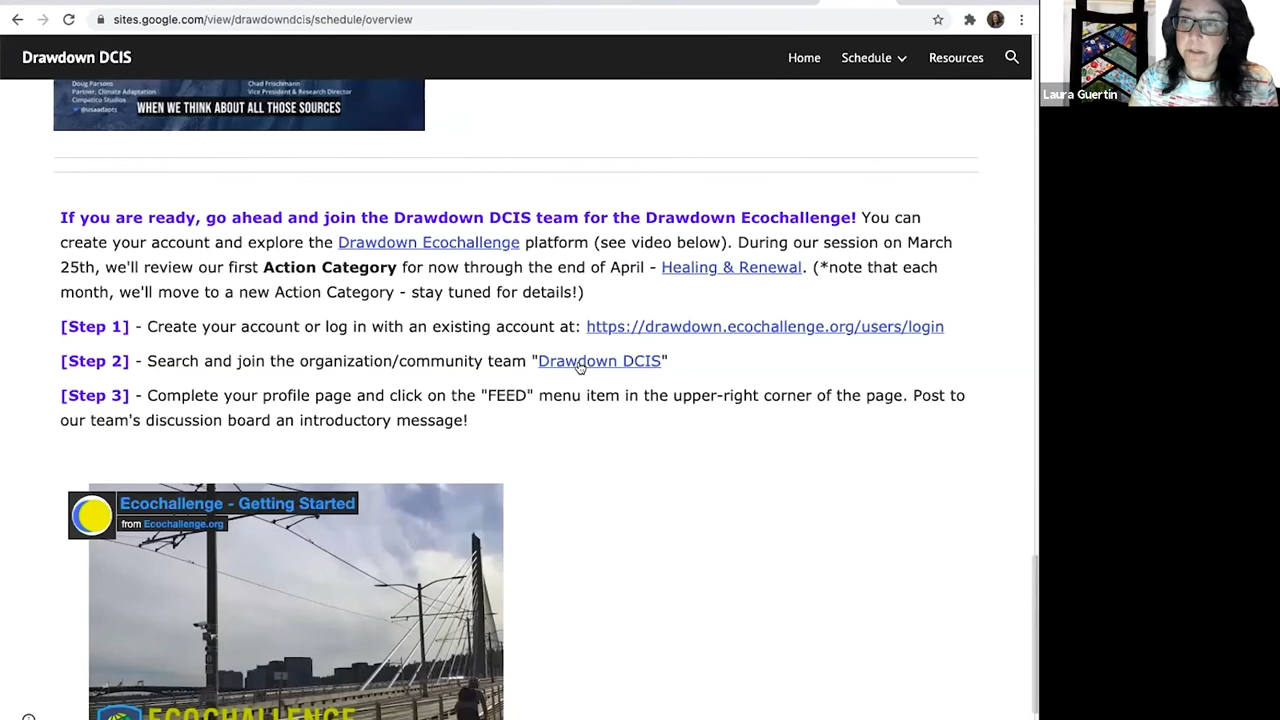 sites.google.com/view/drawdowndcis/schedule/overview
Drawdown DCIS
Home
Schedule
Resources
Laura Guertin
Doug Parsons
Partner, Climate Adaptation
Cimpatico Studios
@usaadapts
Chad Frischmann
Vice President & Research Director
WHEN WE THINK ABOUT ALL THOSE SOURCES
If you are ready, go ahead and join the Drawdown DCIS team for the Drawdown Ecochallenge! You can
create your account and explore the Drawdown Ecochallenge platform (see video below). During our session on March
25th, we'll review our first Action Category for now through the end of April - Healing & Renewal. (*note that each
month, we'll move to a new Action Category - stay tuned for details!)
[Step 1] - Create your account or log in with an existing account at: https://drawdown.ecochallenge.org/users/login
[Step 2] - Search and join the organization/community team "Drawdown DCIS"
[Step 3] - Complete your profile page and click on the "FEED" menu item in the upper-right corner of the page. Post to
our team's discussion board an introductory message!
Ecochallenge - Getting Started
from Ecochallenge.org
ECOCHALLENGE